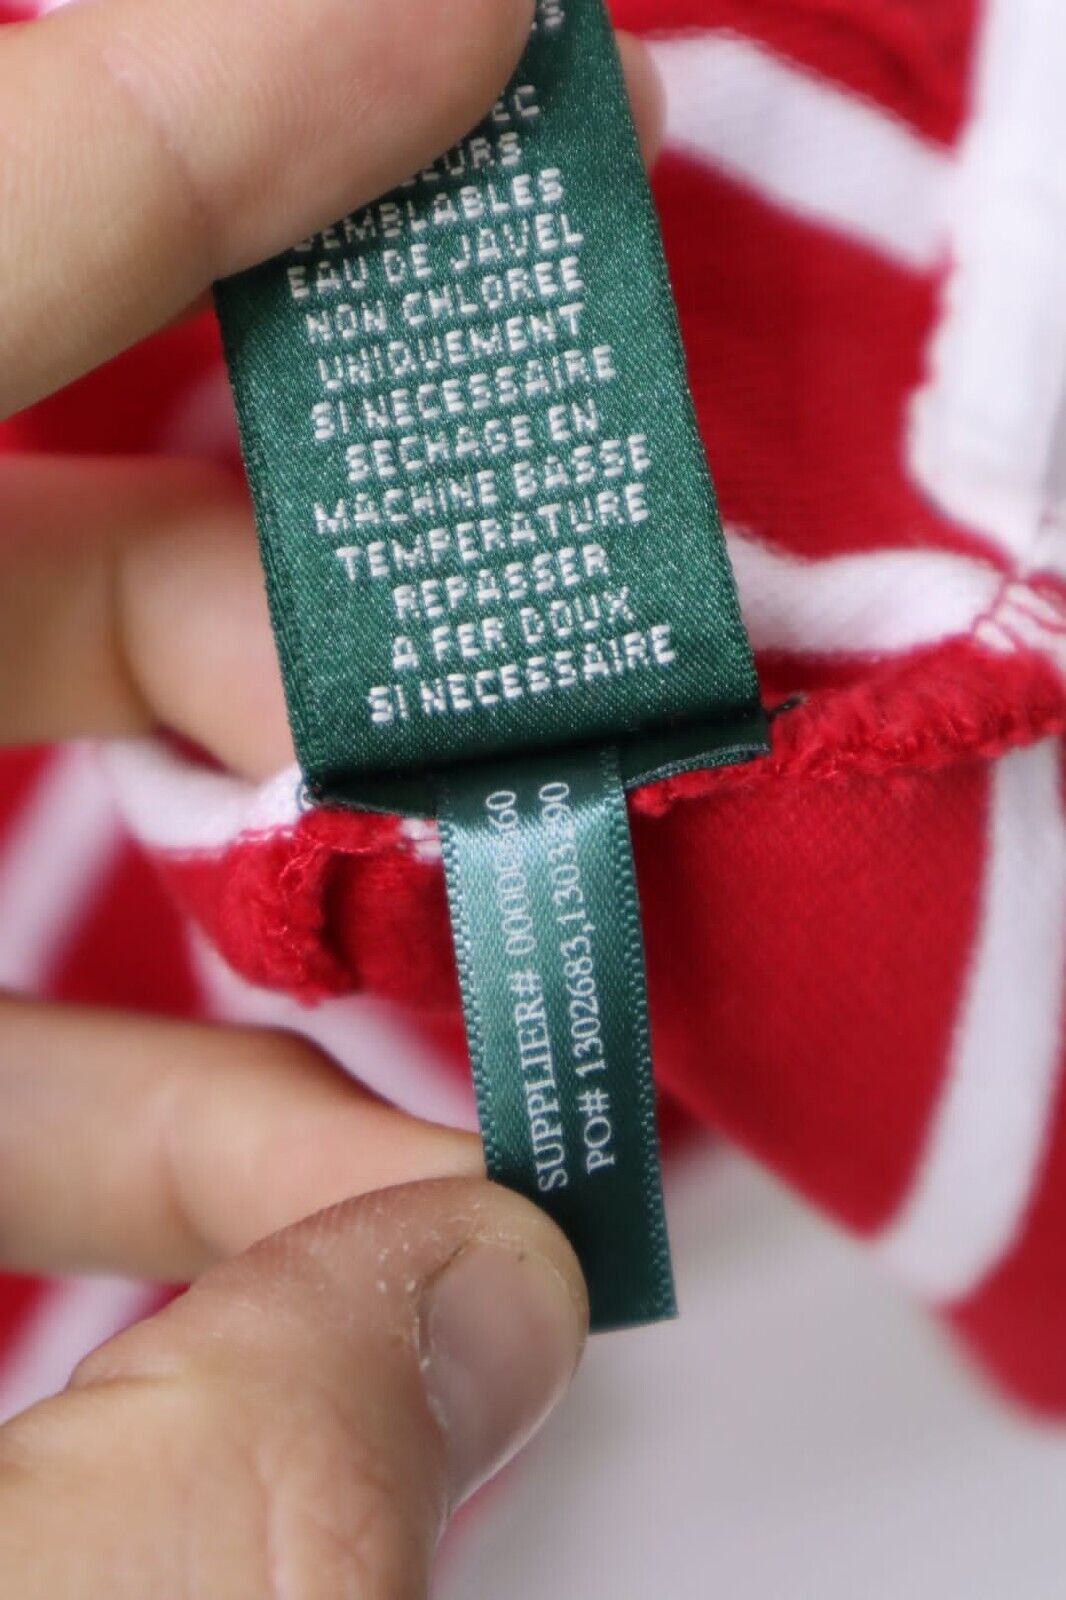 SEMBLABLES
EAU DE JAVEL
NON CHLOREE
UNIQUEMENT
SI NECESSAIRE
SECHAGE EN
MACHINE BASSE
TEMPERATURE
REPASSER
A FER DOUX
SI NECESSAIRE
SUPPLIER#
PO# 1302683,1303290